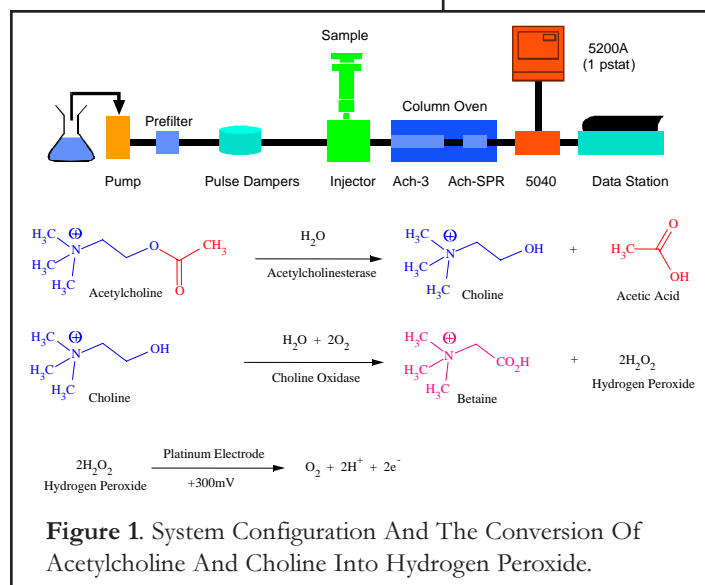 Sample
5200A
(1 pstat)
Column Oven
Prefilter
Pump
Pulse Dampers
Injector
Ach-3
Ach-SPR
5040
Data Station
H₃C
H₃C
H₃C
N
⊕
O
CH₃
O
Acetylcholine
H₂O
Acetylcholinesterase
H₃C
H₃C
H₃C
N
⊕
OH
Choline
+
H₃C
O
OH
Acetic Acid
H₃C
H₃C
H₃C
N
⊕
OH
Choline
H₂O + 2O₂
Choline Oxidase
H₃C
H₃C
H₃C
N
⊕
CO₂H
Betaine
+
2H₂O₂
Hydrogen Peroxide
2H₂O₂
Hydrogen Peroxide
Platinum Electrode
+300mV
O₂ + 2H⁺ + 2e⁻
Figure 1. System Configuration And The Conversion Of
Acetylcholine And Choline Into Hydrogen Peroxide.